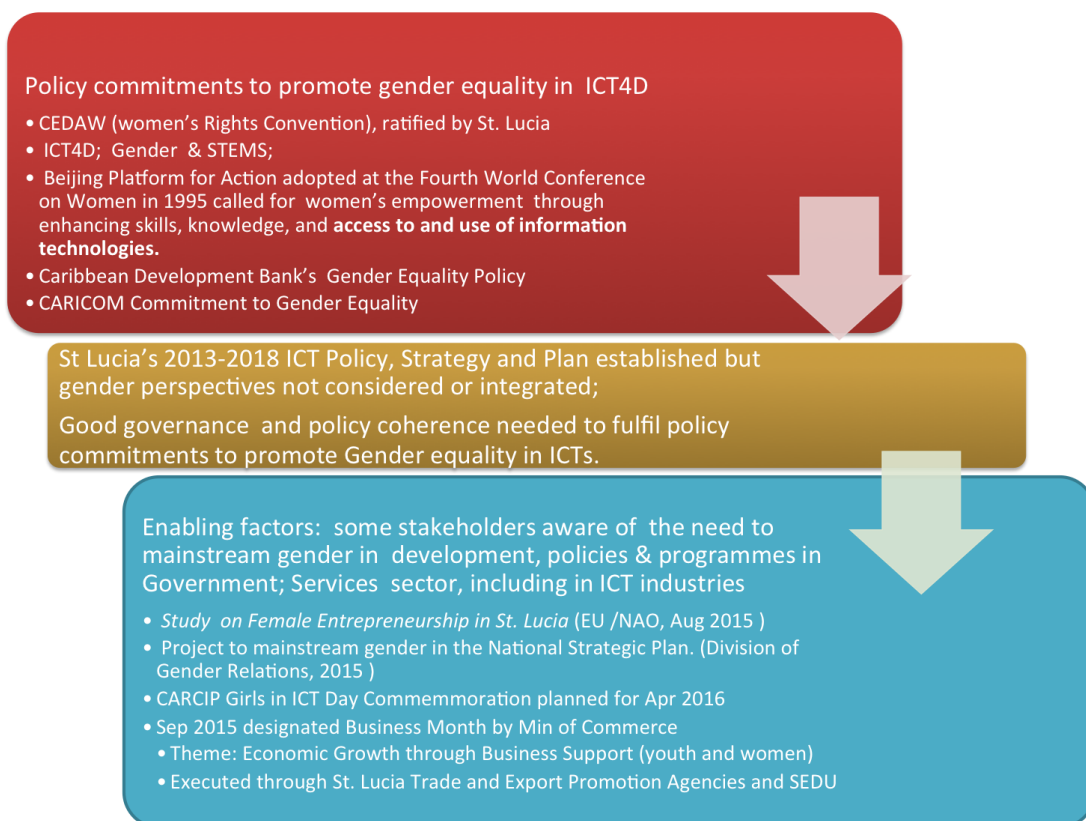 Policy commitments to promote gender equality in ICT4D
• CEDAW (women's Rights Convention), ratified by St. Lucia
• ICT4D; Gender & STEMS;
• Beijing Platform for Action adopted at the Fourth World Conference
on Women in 1995 called for women's empowerment through
enhancing skills, knowledge, and access to and use of information
technologies.
• Caribbean Development Bank's Gender Equality Policy
• CARICOM Commitment to Gender Equality
St Lucia's 2013-2018 ICT Policy, Strategy and Plan established but
gender perspectives not considered or integrated;
Good governance and policy coherence needed to fulfil policy
commitments to promote Gender equality in ICTs.
Enabling factors: some stakeholders aware of the need to
mainstream gender in development, policies & programmes in
Government; Services sector, including in ICT industries
• Study on Female Entrepreneurship in St. Lucia (EU /NAO, Aug 2015 )
• Project to mainstream gender in the National Strategic Plan. (Division of
Gender Relations, 2015 )
• CARCIP Girls in ICT Day Commemmoration planned for Apr 2016
• Sep 2015 designated Business Month by Min of Commerce
• Theme: Economic Growth through Business Support (youth and women)
• Executed through St. Lucia Trade and Export Promotion Agencies and SEDU